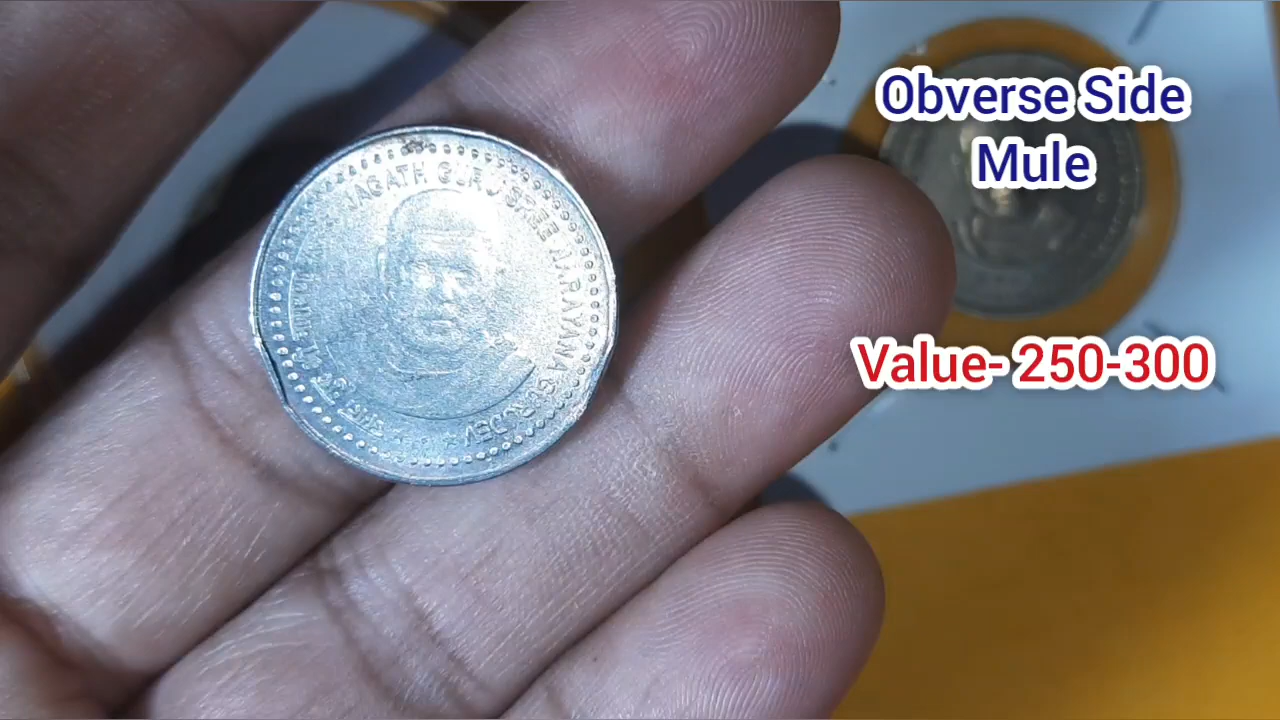 Obverse Side
Mule
Value- 250-300
JAGATH GURU SREE NARAYANA GURUDEV